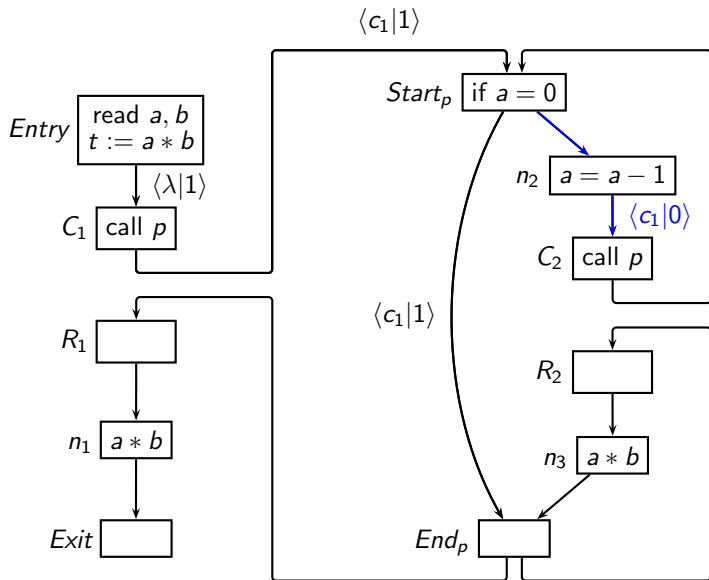 ⟨c₁|1⟩
Startₚ if a = 0
Entry read a, b
t := a ∗ b
n₂ a = a − 1
⟨λ|1⟩
⟨c₁|0⟩
C₁ call p
C₂ call p
⟨c₁|1⟩
R₁
R₂
n₁ a ∗ b
n₃ a ∗ b
Exit
Endₚ